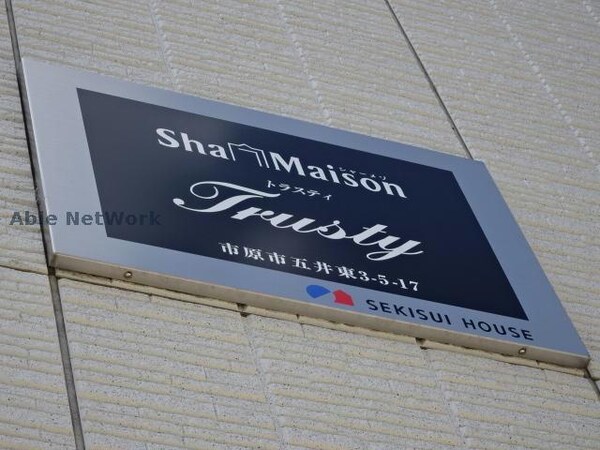 Sha Maison
シャーメゾン
トラスティ
Trusty
市原市五井東3-5-17
SEKISUI HOUSE
Able NetWork